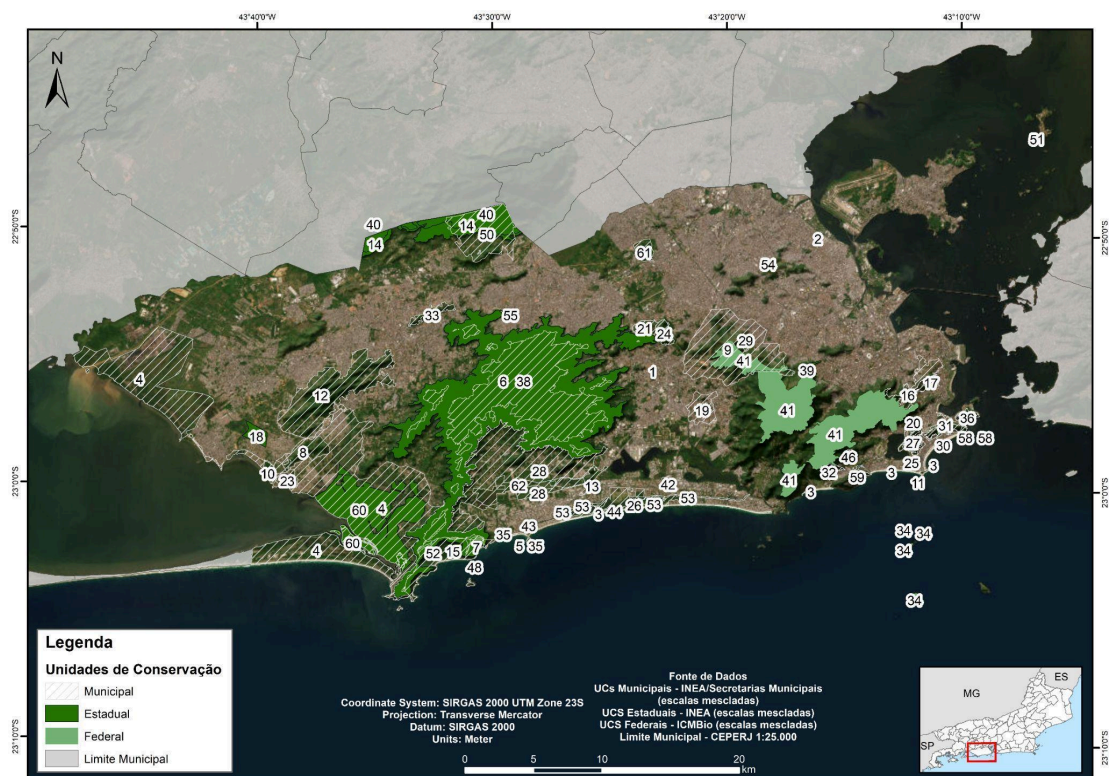 43°40'0"O
43°30'0"O
43°20'0"O
43°10'0"O
N
22°50'0"S
22°50'0"S
51
40
40
14
14
50
2
61
54
33
55
21
24
29
9
41
1
39
4
6 38
17
12
16
19
41
36
18
20
31
41
58 58
27
30
8
28
46
10
25
3
23
62
13
42
41
32
59
3
11
23°0'0"S
23°0'0"S
28
3
53
53
26
53
60
4
3
44
43
35
34
34
60
4
52
15
7
5
35
34
48
34
Legenda
Unidades de Conservação
Municipal
Estadual
Federal
Limite Municipal
Coordinate System: SIRGAS 2000 UTM Zone 23S
Projection: Transverse Mercator
Datum: SIRGAS 2000
Units: Meter
Fonte de Dados
UCs Municipais - INEA/Secretarias Municipais
(escalas mescladas)
UCS Estaduais - INEA (escalas mescladas)
UCS Federais - ICMBio (escalas mescladas)
Limite Municipal - CEPERJ 1:25.000
0 5 10 20
km
MG
ES
SP
23°10'0"S
23°10'0"S